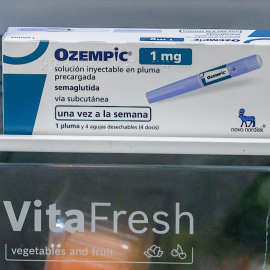 OZEMPIC® 1 mg
solución inyectable en pluma
precargada
semaglutida
vía subcutánea
una vez a la semana
1 pluma y 4 agujas desechables (4 dosis)
novo nordisk
VitaFresh
vegetables and fruit